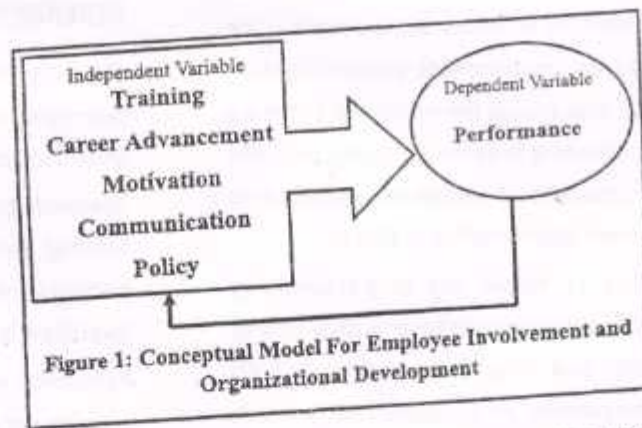 Independent Variable
Training
Career Advancement
Motivation
Communication
Policy
Dependent Variable
Performance
Figure 1: Conceptual Model For Employee Involvement and
Organizational Development